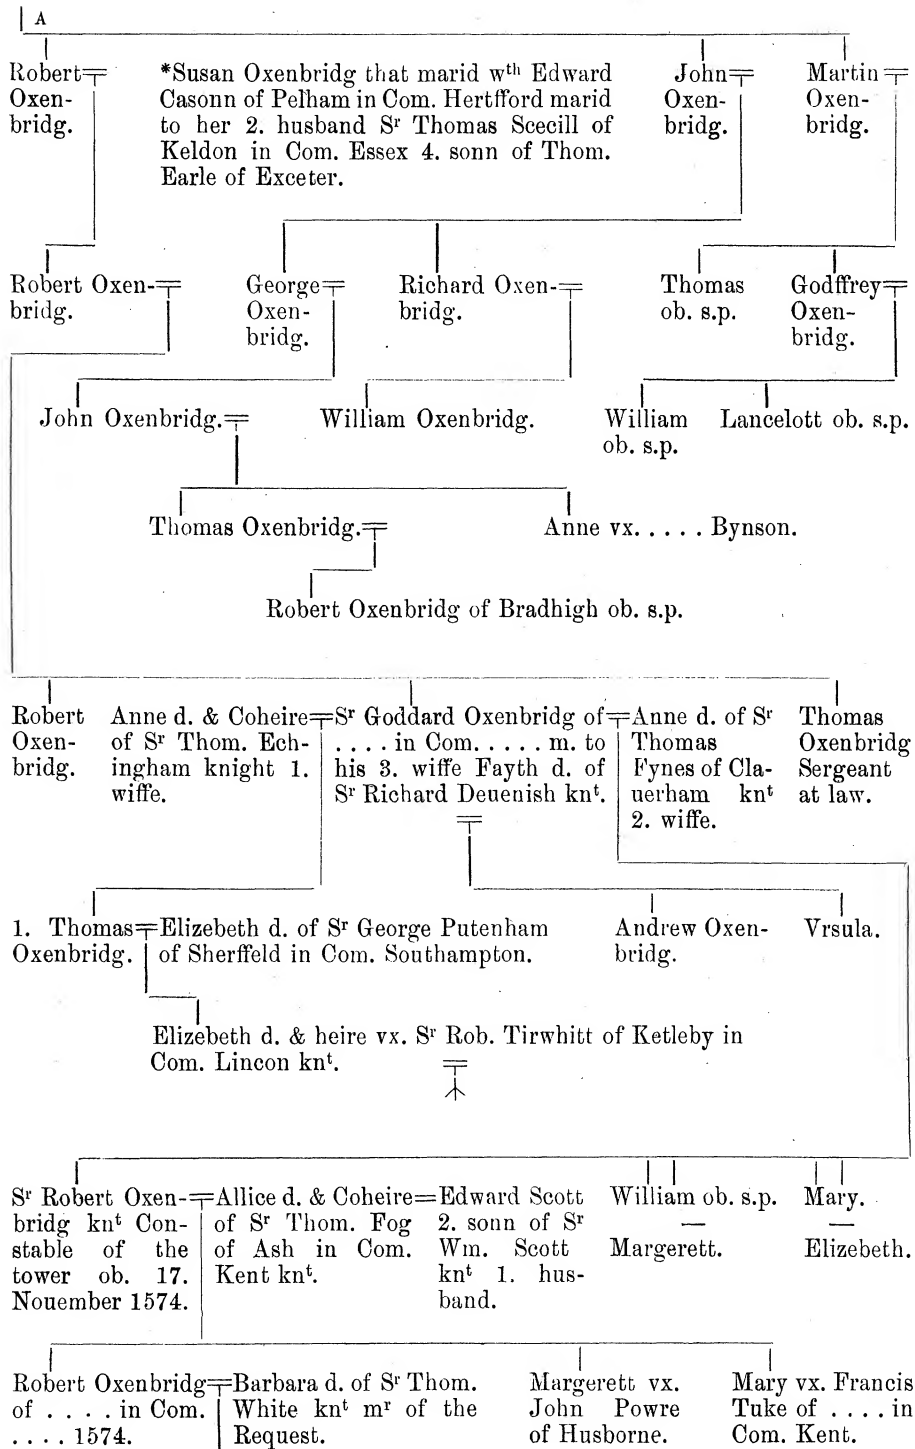 A
Robert
Oxen-
bridg.
*Susan Oxenbridg that marid wth Edward
Casonn of Pelham in Com. Hertfford marid
to her 2. husband Sr Thomas Scecill of
Keldon in Com. Essex 4. sonn of Thom.
Earle of Exceter.
John
Oxen-
bridg.
Martin
Oxen-
bridg.
Robert Oxen-
bridg.
George
Oxen-
bridg.
Richard Oxen-
bridg.
Thomas
ob. s.p.
Godffrey
Oxen-
bridg.
John Oxenbridg.
William Oxenbridg.
William
ob. s.p.
Lancelott ob. s.p.
Thomas Oxenbridg.
Anne vx. . . . . Bynson.
Robert Oxenbridg of Bradhigh ob. s.p.
Robert
Oxen-
bridg.
Anne d. & Coheire
of Sr Thom. Ech-
ingham knight 1.
wiffe.
Sr Goddard Oxenbridg of
. . . . in Com. . . . . m. to
his 3. wiffe Fayth d. of
Sr Richard Deuenish knt.
Anne d. of Sr
Thomas
Fynes of Cla-
uerham knt
2. wiffe.
Thomas
Oxenbridg
Sergeant
at law.
1. Thomas
Oxenbridg.
Elizebeth d. of Sr George Putenham
of Sherffeld in Com. Southampton.
Andrew Oxen-
bridg.
Vrsula.
Elizebeth d. & heire vx. Sr Rob. Tirwhitt of Ketleby in
Com. Lincon knt.
Sr Robert Oxen-
bridg knt Con-
stable of the
tower ob. 17.
Nouember 1574.
Allice d. & Coheire
of Sr Thom. Fog
of Ash in Com.
Kent knt.
Edward Scott
2. sonn of Sr
Wm. Scott
knt 1. hus-
band.
William ob. s.p.
—
Margerett.
Mary.
—
Elizebeth.
Robert Oxenbridg
of . . . . in Com.
. . . . 1574.
Barbara d. of Sr Thom.
White knt mr of the
Request.
Margerett vx.
John Powre
of Husborne.
Mary vx. Francis
Tuke of . . . . in
Com. Kent.